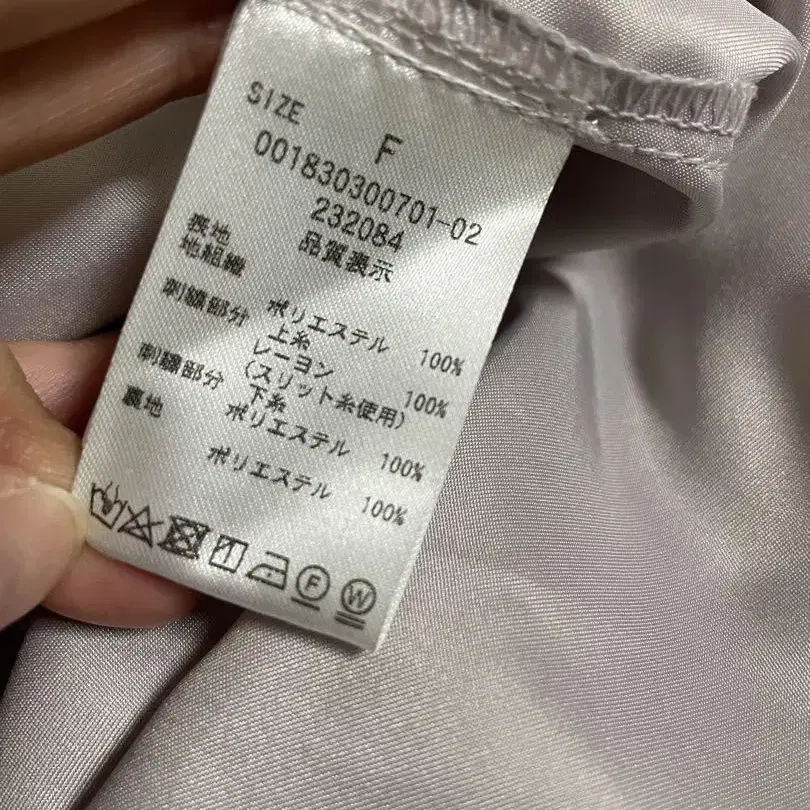 SIZE F
001830300701-02
232084
品質表示
表地
地組織
ポリエステル 100%
刺繍部分 上糸
レーヨン 100%
(スリット糸使用)
刺繍部分 下糸
ポリエステル 100%
裏地
ポリエステル 100%
F
W